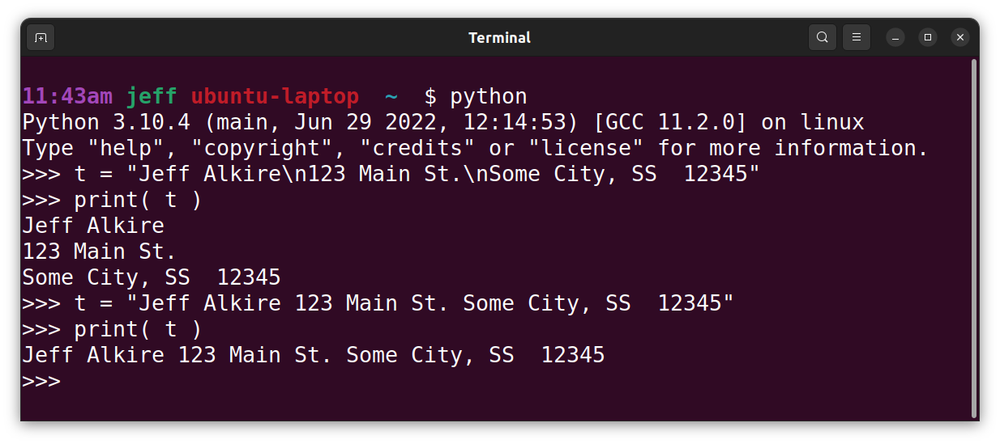 Terminal
11:43am jeff ubuntu-laptop  ~  $ python
Python 3.10.4 (main, Jun 29 2022, 12:14:53) [GCC 11.2.0] on linux
Type "help", "copyright", "credits" or "license" for more information.
>>> t = "Jeff Alkire\n123 Main St.\nSome City, SS  12345"
>>> print( t )
Jeff Alkire
123 Main St.
Some City, SS  12345
>>> t = "Jeff Alkire 123 Main St. Some City, SS  12345"
>>> print( t )
Jeff Alkire 123 Main St. Some City, SS  12345
>>>